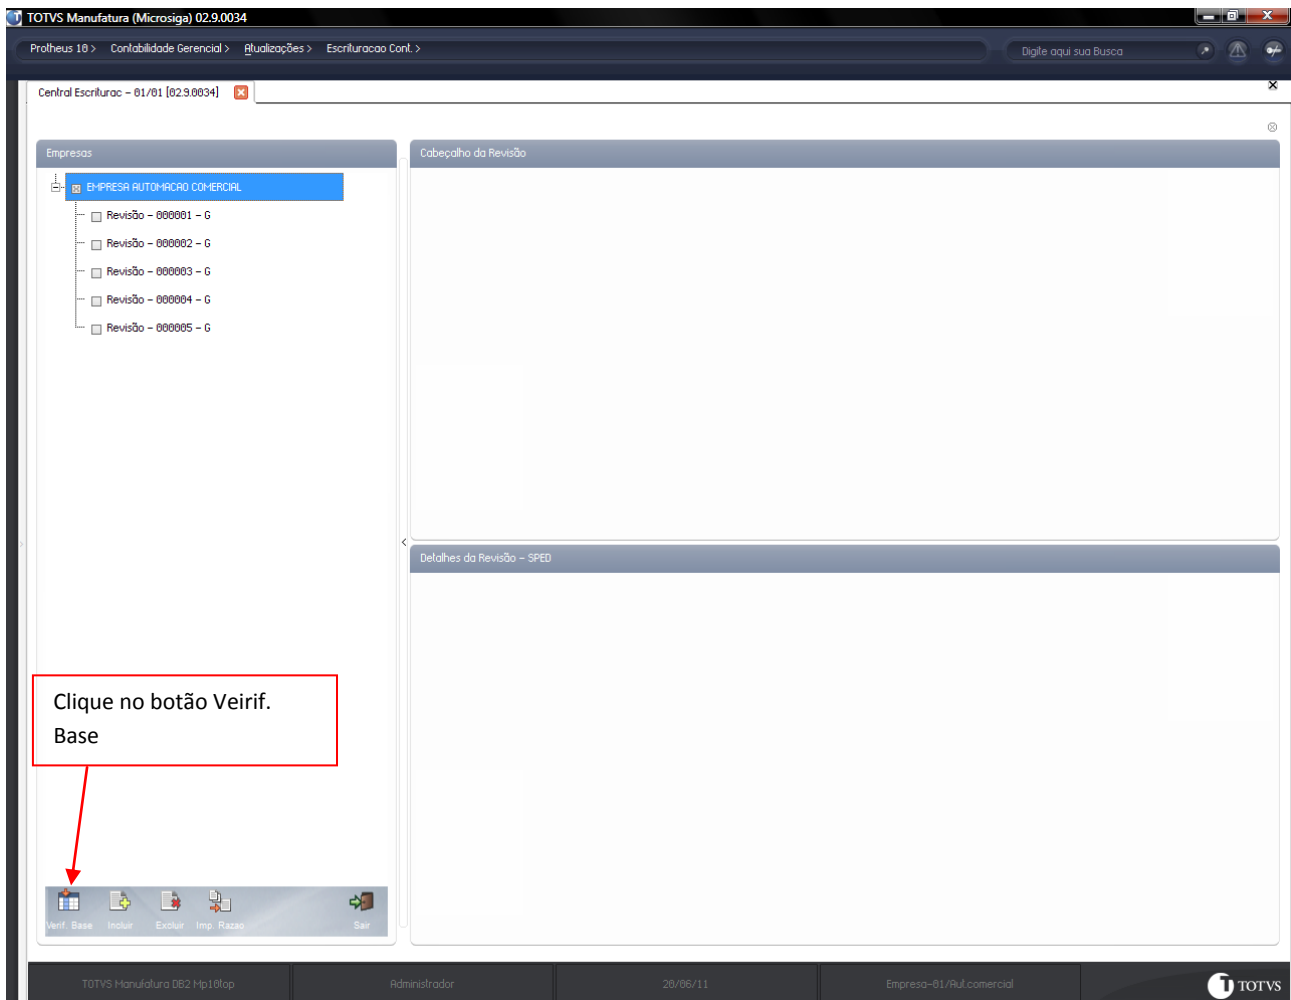 TOTVS Manufatura (Microsiga) 02.9.0034
Protheus 10 > Contabilidade Gerencial > Atualizações > Escrituracao Cont. >
Digite aqui sua Busca
Central Escriturac - 01/01 [02.9.0034]
Empresas
Cabeçalho da Revisão
EMPRESA AUTOMACAO COMERCIAL
Revisão - 000001 - G
Revisão - 000002 - G
Revisão - 000003 - G
Revisão - 000004 - G
Revisão - 000005 - G
Detalhes da Revisão - SPED
Clique no botão Veirif.
Base
Verif. Base Incluir Excluir Imp. Razao Sair
TOTVS Manufatura DB2 Mp10top Administrador 20/06/11 Empresa-01/Aut.comercial TOTVS